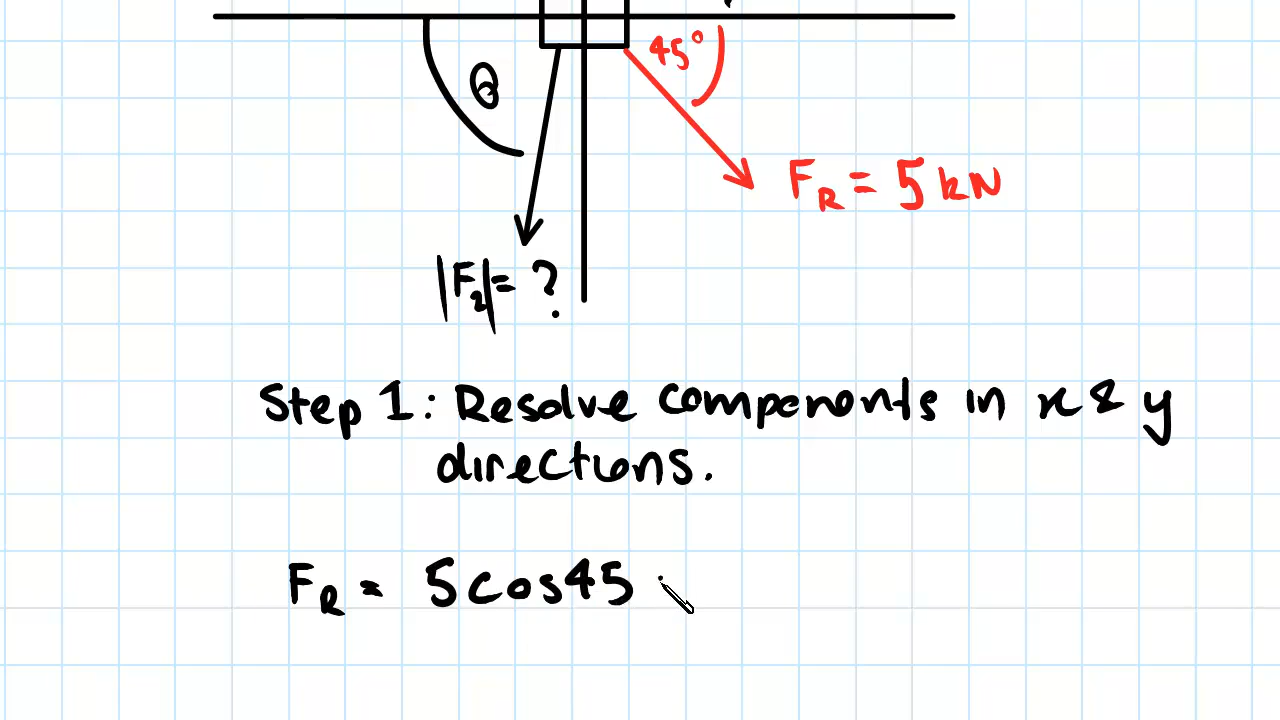 45°
θ
F_R = 5 kN
|F_2| = ?
Step 1: Resolve components in x & y
directions.
F_R = 5cos45